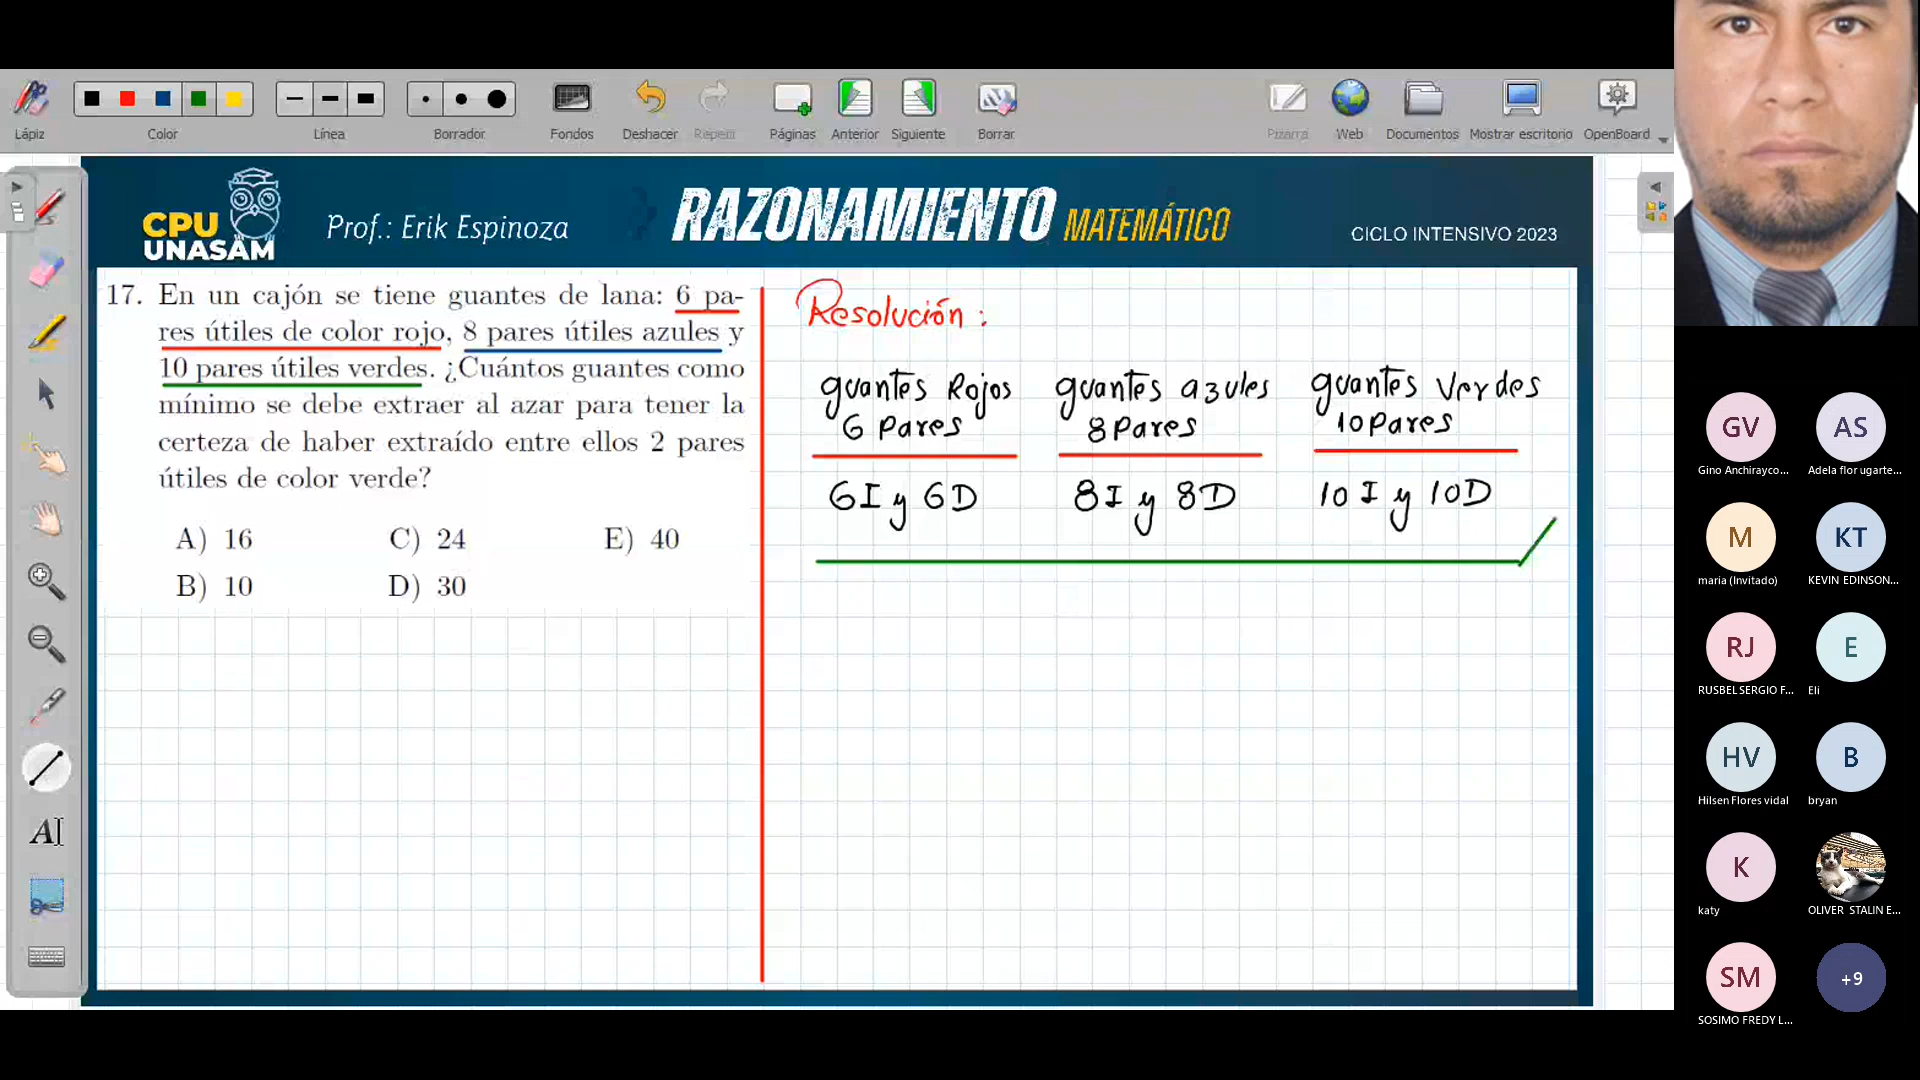 Lápiz
Color
Línea
Borrador
Fondos
Deshacer
Repetir
Páginas
Anterior
Siguiente
Borrar
Pizarra
Web
Documentos
Mostrar escritorio
OpenBoard
CPU
UNASAM
Prof.: Erik Espinoza
RAZONAMIENTO MATEMÁTICO
CICLO INTENSIVO 2023
17. En un cajón se tiene guantes de lana: 6 pa-
res útiles de color rojo, 8 pares útiles azules y
10 pares útiles verdes. ¿Cuántos guantes como
mínimo se debe extraer al azar para tener la
certeza de haber extraído entre ellos 2 pares
útiles de color verde?
A) 16 C) 24 E) 40
B) 10 D) 30
Resolución:
guantes Rojos
6 Pares
6I y 6D
guantes azules
8 Pares
8I y 8D
guantes Verdes
10 Pares
10 I y 10D
AI
GV
Gino Anchirayco...
AS
Adela flor ugarte...
M
maria (Invitado)
KT
KEVIN EDINSON...
RJ
RUSBEL SERGIO F...
E
Eli
HV
Hilsen Flores vidal
B
bryan
K
katy
OLIVER STALIN E...
SM
SOSIMO FREDY L...
+9